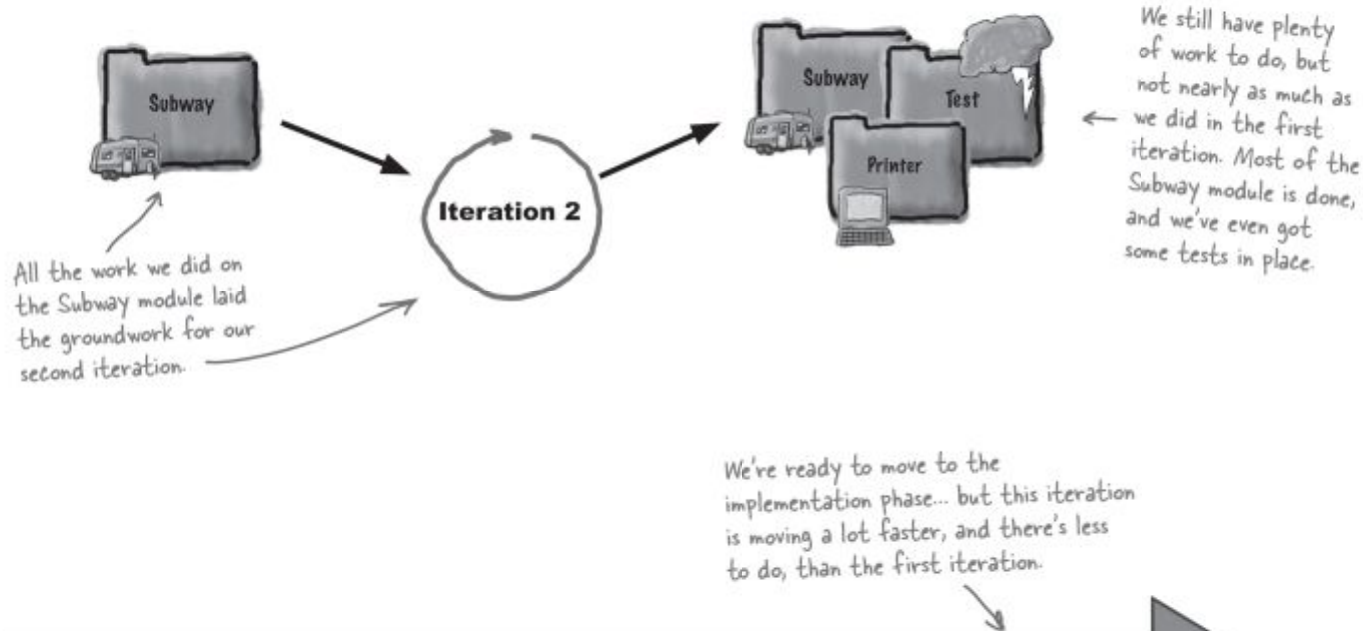 Subway
All the work we did on
the Subway module laid
the groundwork for our
second iteration.
Iteration 2
Subway
Test
Printer
We still have plenty
of work to do, but
not nearly as much as
we did in the first
iteration. Most of the
Subway module is done,
and we've even got
some tests in place.
We're ready to move to the
implementation phase... but this iteration
is moving a lot faster, and there's less
to do, than the first iteration.